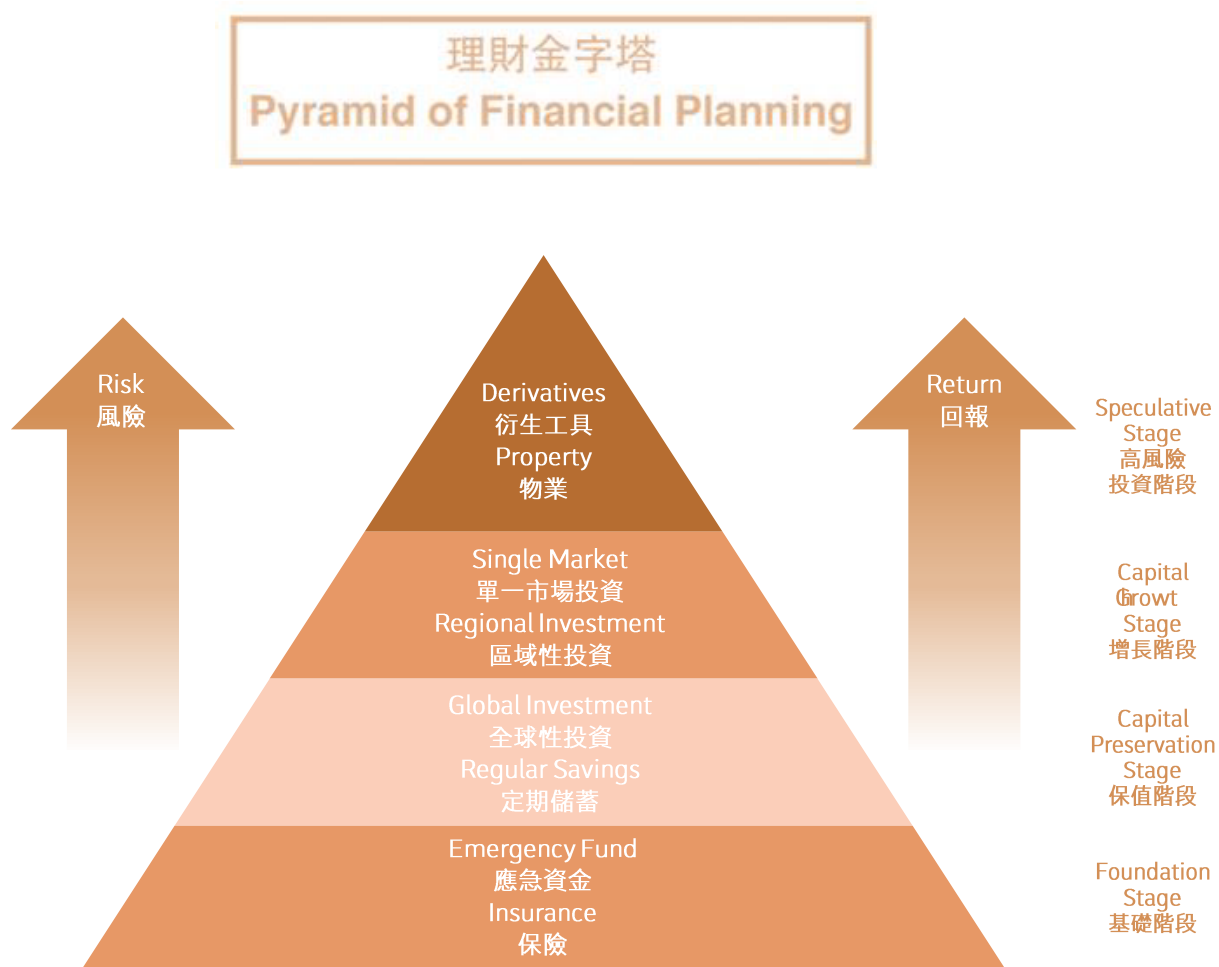 理財金字塔
Pyramid of Financial Planning
Risk
風險
Return
回報
Derivatives
衍生工具
Property
物業
Speculative
Stage
高風險
投資階段
Single Market
單一市場投資
Regional Investment
區域性投資
Capital
Growth
Stage
增長階段
Global Investment
全球性投資
Regular Savings
定期儲蓄
Capital
Preservation
Stage
保值階段
Emergency Fund
應急資金
Insurance
保險
Foundation
Stage
基礎階段